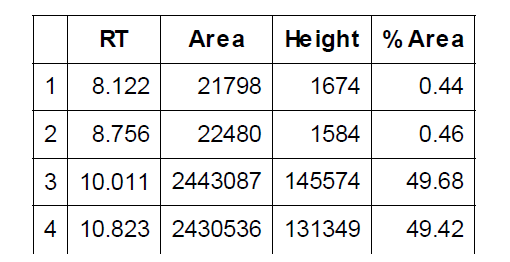 RT Area Height % Area
1 8.122 21798 1674 0.44
2 8.756 22480 1584 0.46
3 10.011 2443087 145574 49.68
4 10.823 2430536 131349 49.42